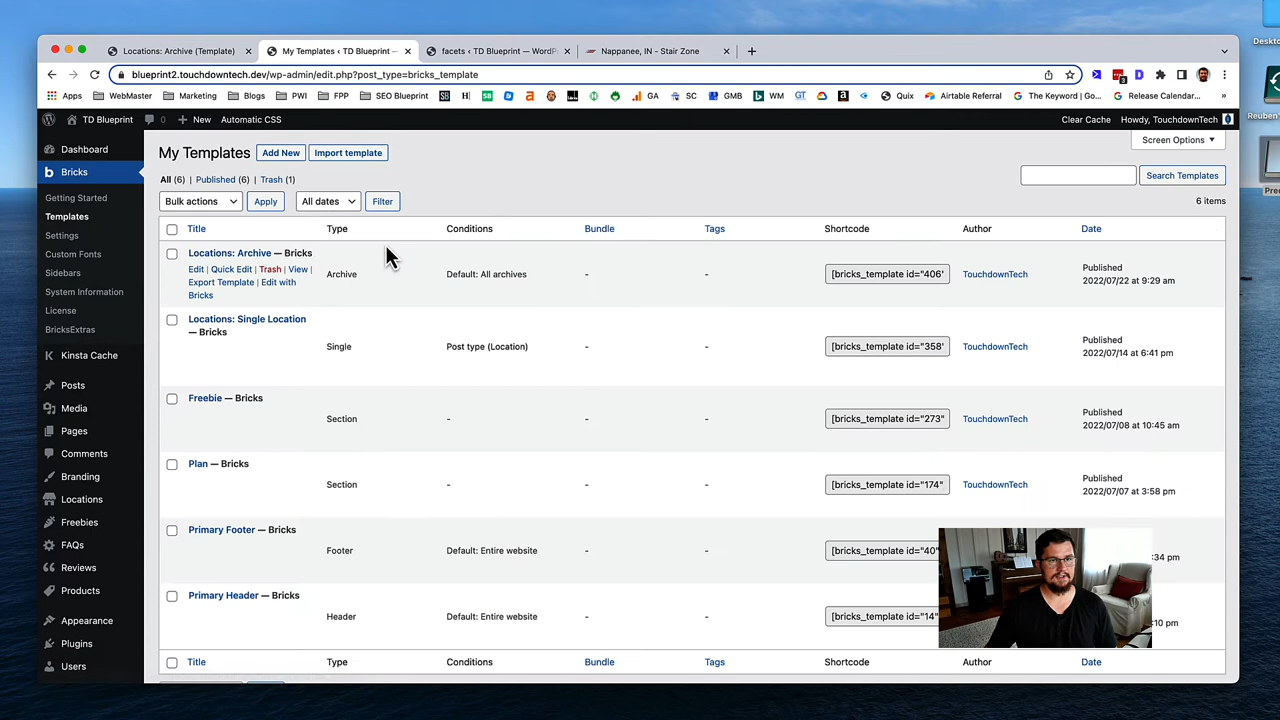 Desktop
Locations: Archive (Template)
My Templates ‹ TD Blueprint —
facets ‹ TD Blueprint — WordP
Nappanee, IN - Stair Zone
blueprint2.touchdowntech.dev/wp-admin/edit.php?post_type=bricks_template
Apps WebMaster Marketing Blogs PWI FPP SEO Blueprint GA SC GMB WM Quix Airtable Referral The Keyword | Go... Release Calendar...
Reuben'
TD Blueprint 0 New Automatic CSS Clear Cache Howdy, TouchdownTech
Screen Options
My Templates Add New Import template
Dashboard
Bricks
Getting Started
Templates
Settings
Custom Fonts
Sidebars
System Information
License
BricksExtras
Kinsta Cache
Posts
Media
Pages
Comments
Branding
Locations
Freebies
FAQs
Reviews
Products
Appearance
Plugins
Users
All (6) | Published (6) | Trash (1)
Search Templates
Bulk actions Apply All dates Filter 6 items
Title Type Conditions Bundle Tags Shortcode Author Date
Locations: Archive — Bricks
Edit | Quick Edit | Trash | View |
Export Template | Edit with
Bricks
Archive Default: All archives - - [bricks_template id="406" TouchdownTech
Published
2022/07/22 at 9:29 am
Locations: Single Location
— Bricks
Single Post type (Location) - - [bricks_template id="358" TouchdownTech
Published
2022/07/14 at 6:41 pm
Freebie — Bricks
Section - - - [bricks_template id="273" TouchdownTech
Published
2022/07/08 at 10:45 am
Plan — Bricks
Section - - - [bricks_template id="174" TouchdownTech
Published
2022/07/07 at 3:58 pm
Primary Footer — Bricks
Footer Default: Entire website - - [bricks_template id="40"
:34 pm
Primary Header — Bricks
Header Default: Entire website - - [bricks_template id="14"
:10 pm
Title Type Conditions Bundle Tags Shortcode Author Date